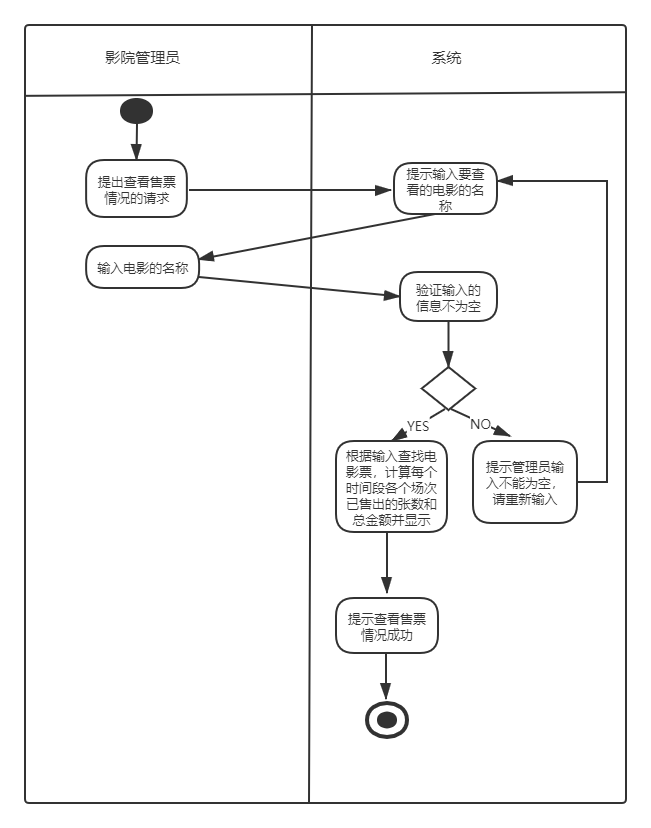 影院管理员
系统
提出查看售票
情况的请求
提示输入要查
看的电影的名
称
输入电影的名称
验证输入的
信息不为空
YES
NO
根据输入查找电
影票，计算每个
时间段各个场次
已售出的张数和
总金额并显示
提示管理员输
入不能为空，
请重新输入
提示查看售票
情况成功